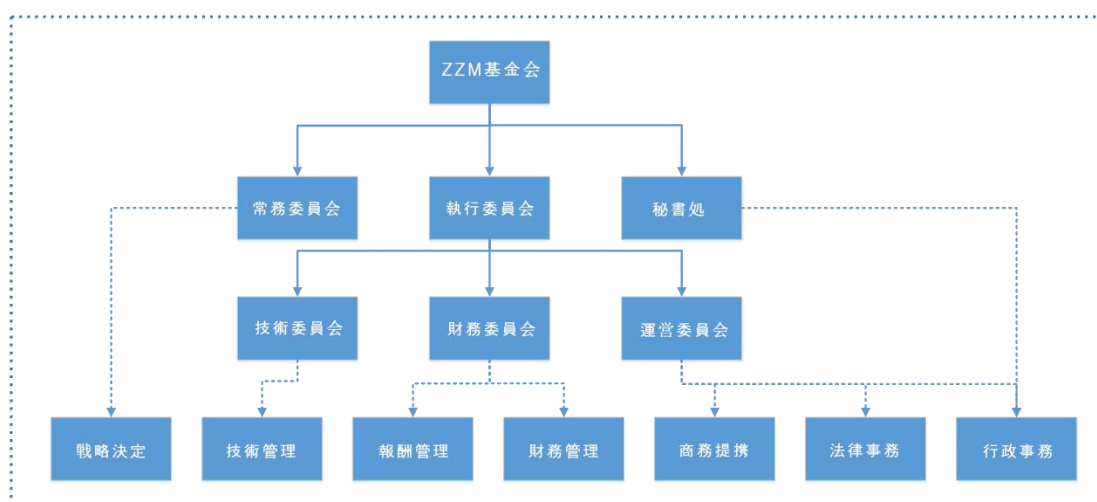 ZZM基金会
常務委員会
執行委員会
秘書処
技術委員会
財務委員会
運営委員会
戦略決定
技術管理
報酬管理
財務管理
商務提携
法律事務
行政事務